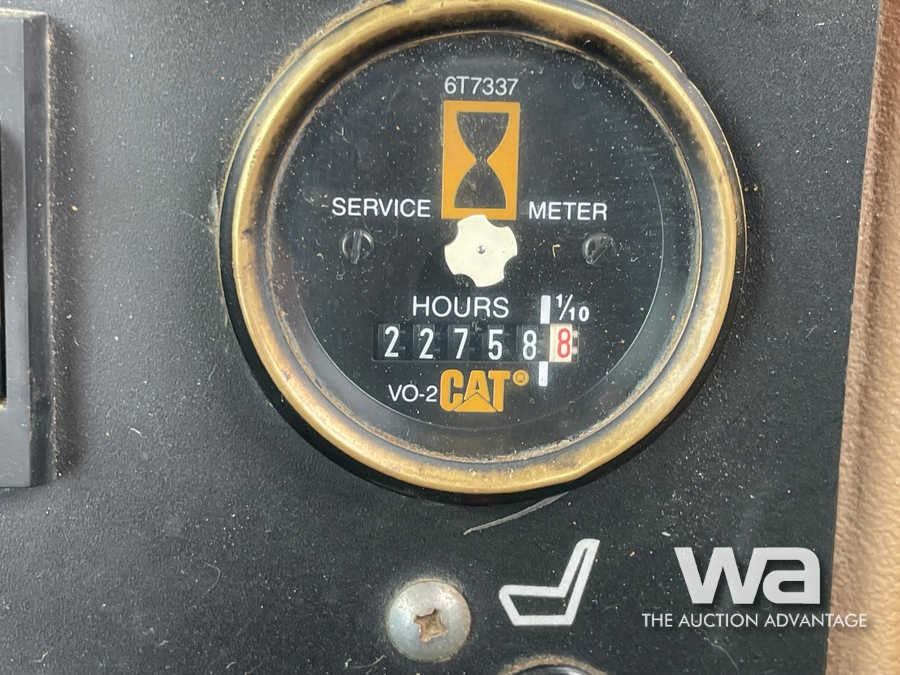 6T7337
SERVICE METER
HOURS 1/10
227588
VO-2 CAT®
wa
THE AUCTION ADVANTAGE